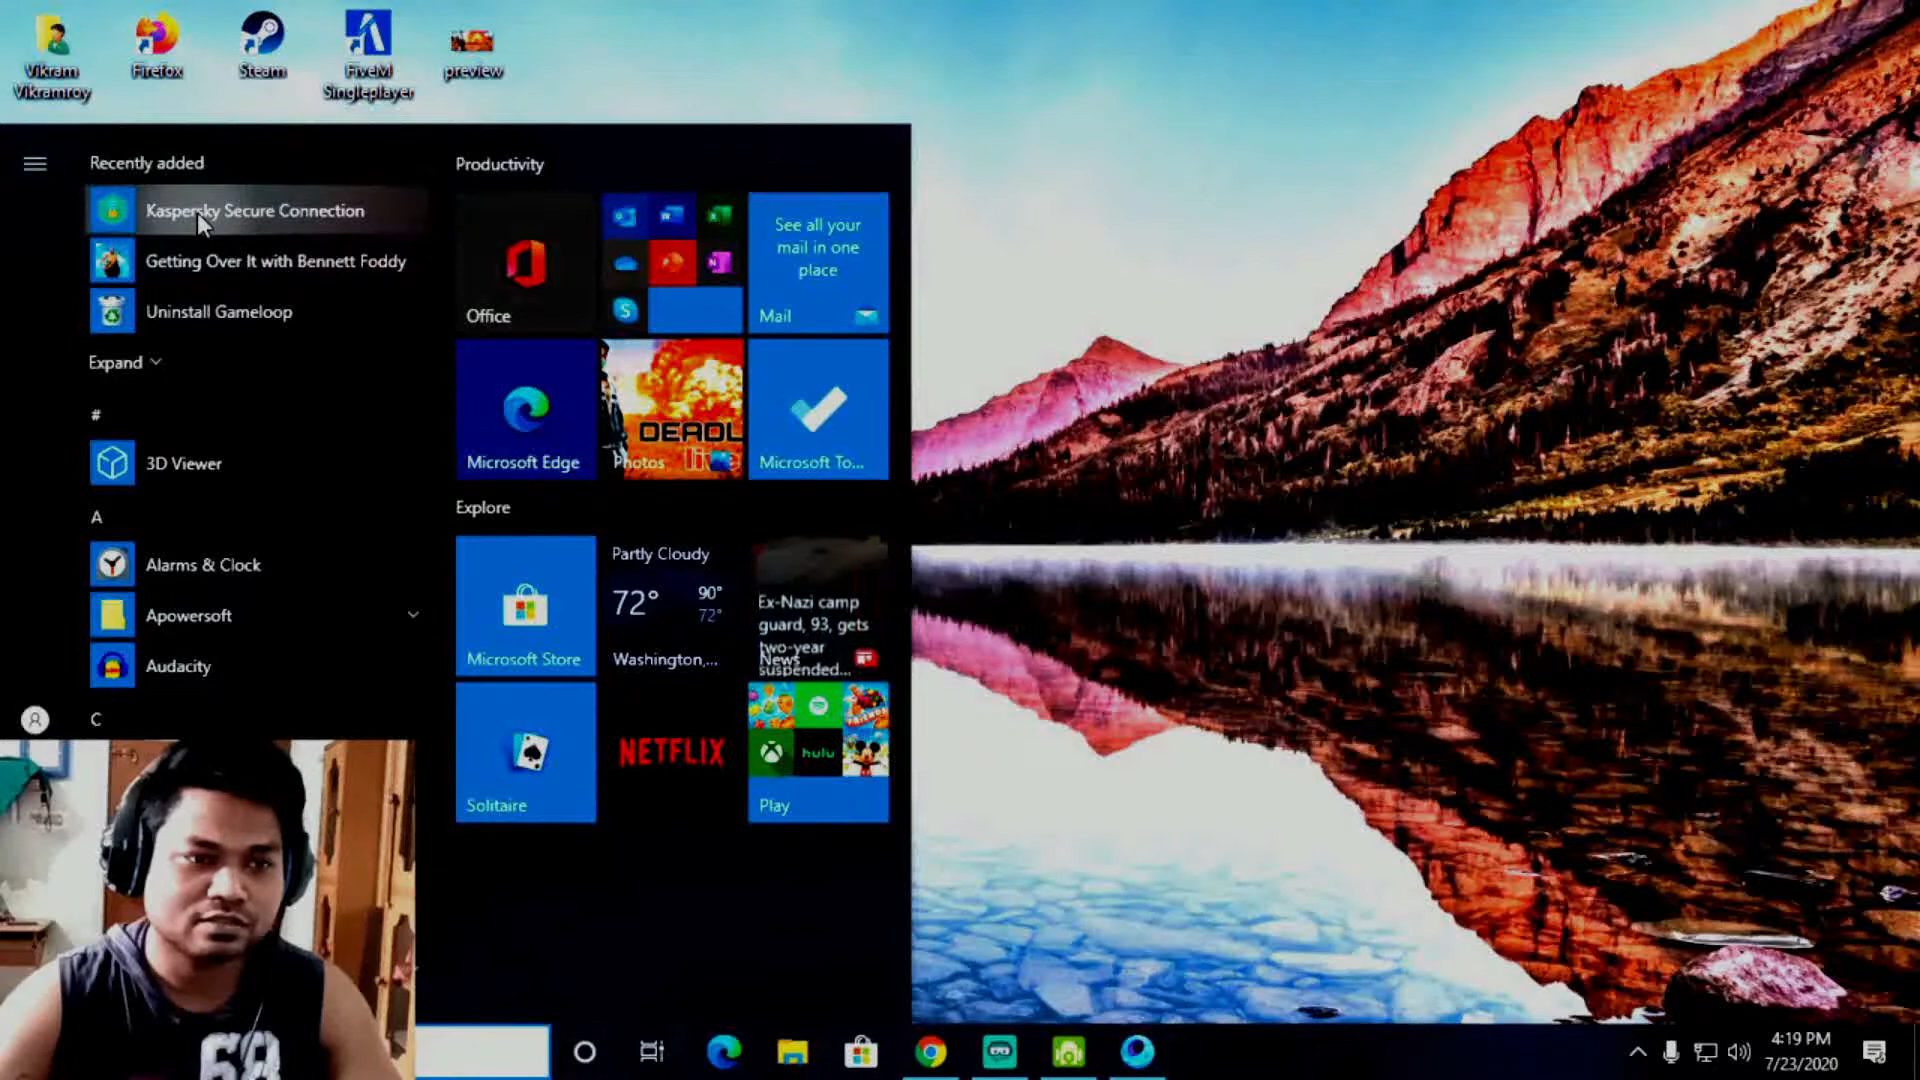 Vikram
Vikramroy
Firefox
Steam
FiveM
Singleplayer
preview
Recently added
Kaspersky Secure Connection
Getting Over It with Bennett Foddy
Uninstall Gameloop
Expand
#
3D Viewer
A
Alarms & Clock
Apowersoft
Audacity
C
Productivity
Office
See all your
mail in one
place
Mail
Microsoft Edge
DEADL
live
Photos
Microsoft To...
Explore
Microsoft Store
Partly Cloudy
72° 90°
72°
Washington,...
Ex-Nazi camp
guard, 93, gets
two-year
suspended...
News
Solitaire
NETFLIX
hulu
Play
68
4:19 PM
7/23/2020